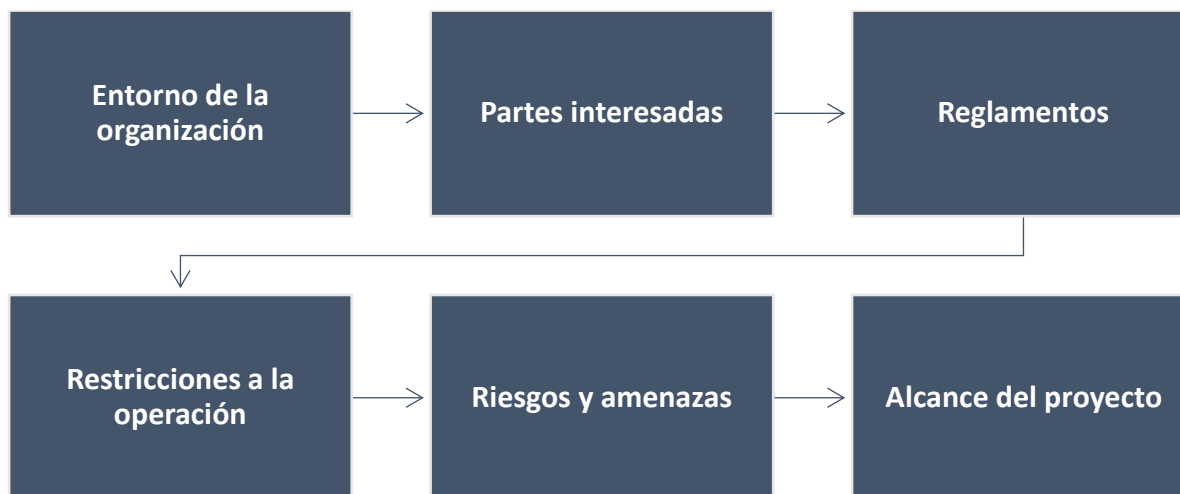 Entorno de la
organización
Partes interesadas
Reglamentos
Restricciones a la
operación
Riesgos y amenazas
Alcance del proyecto